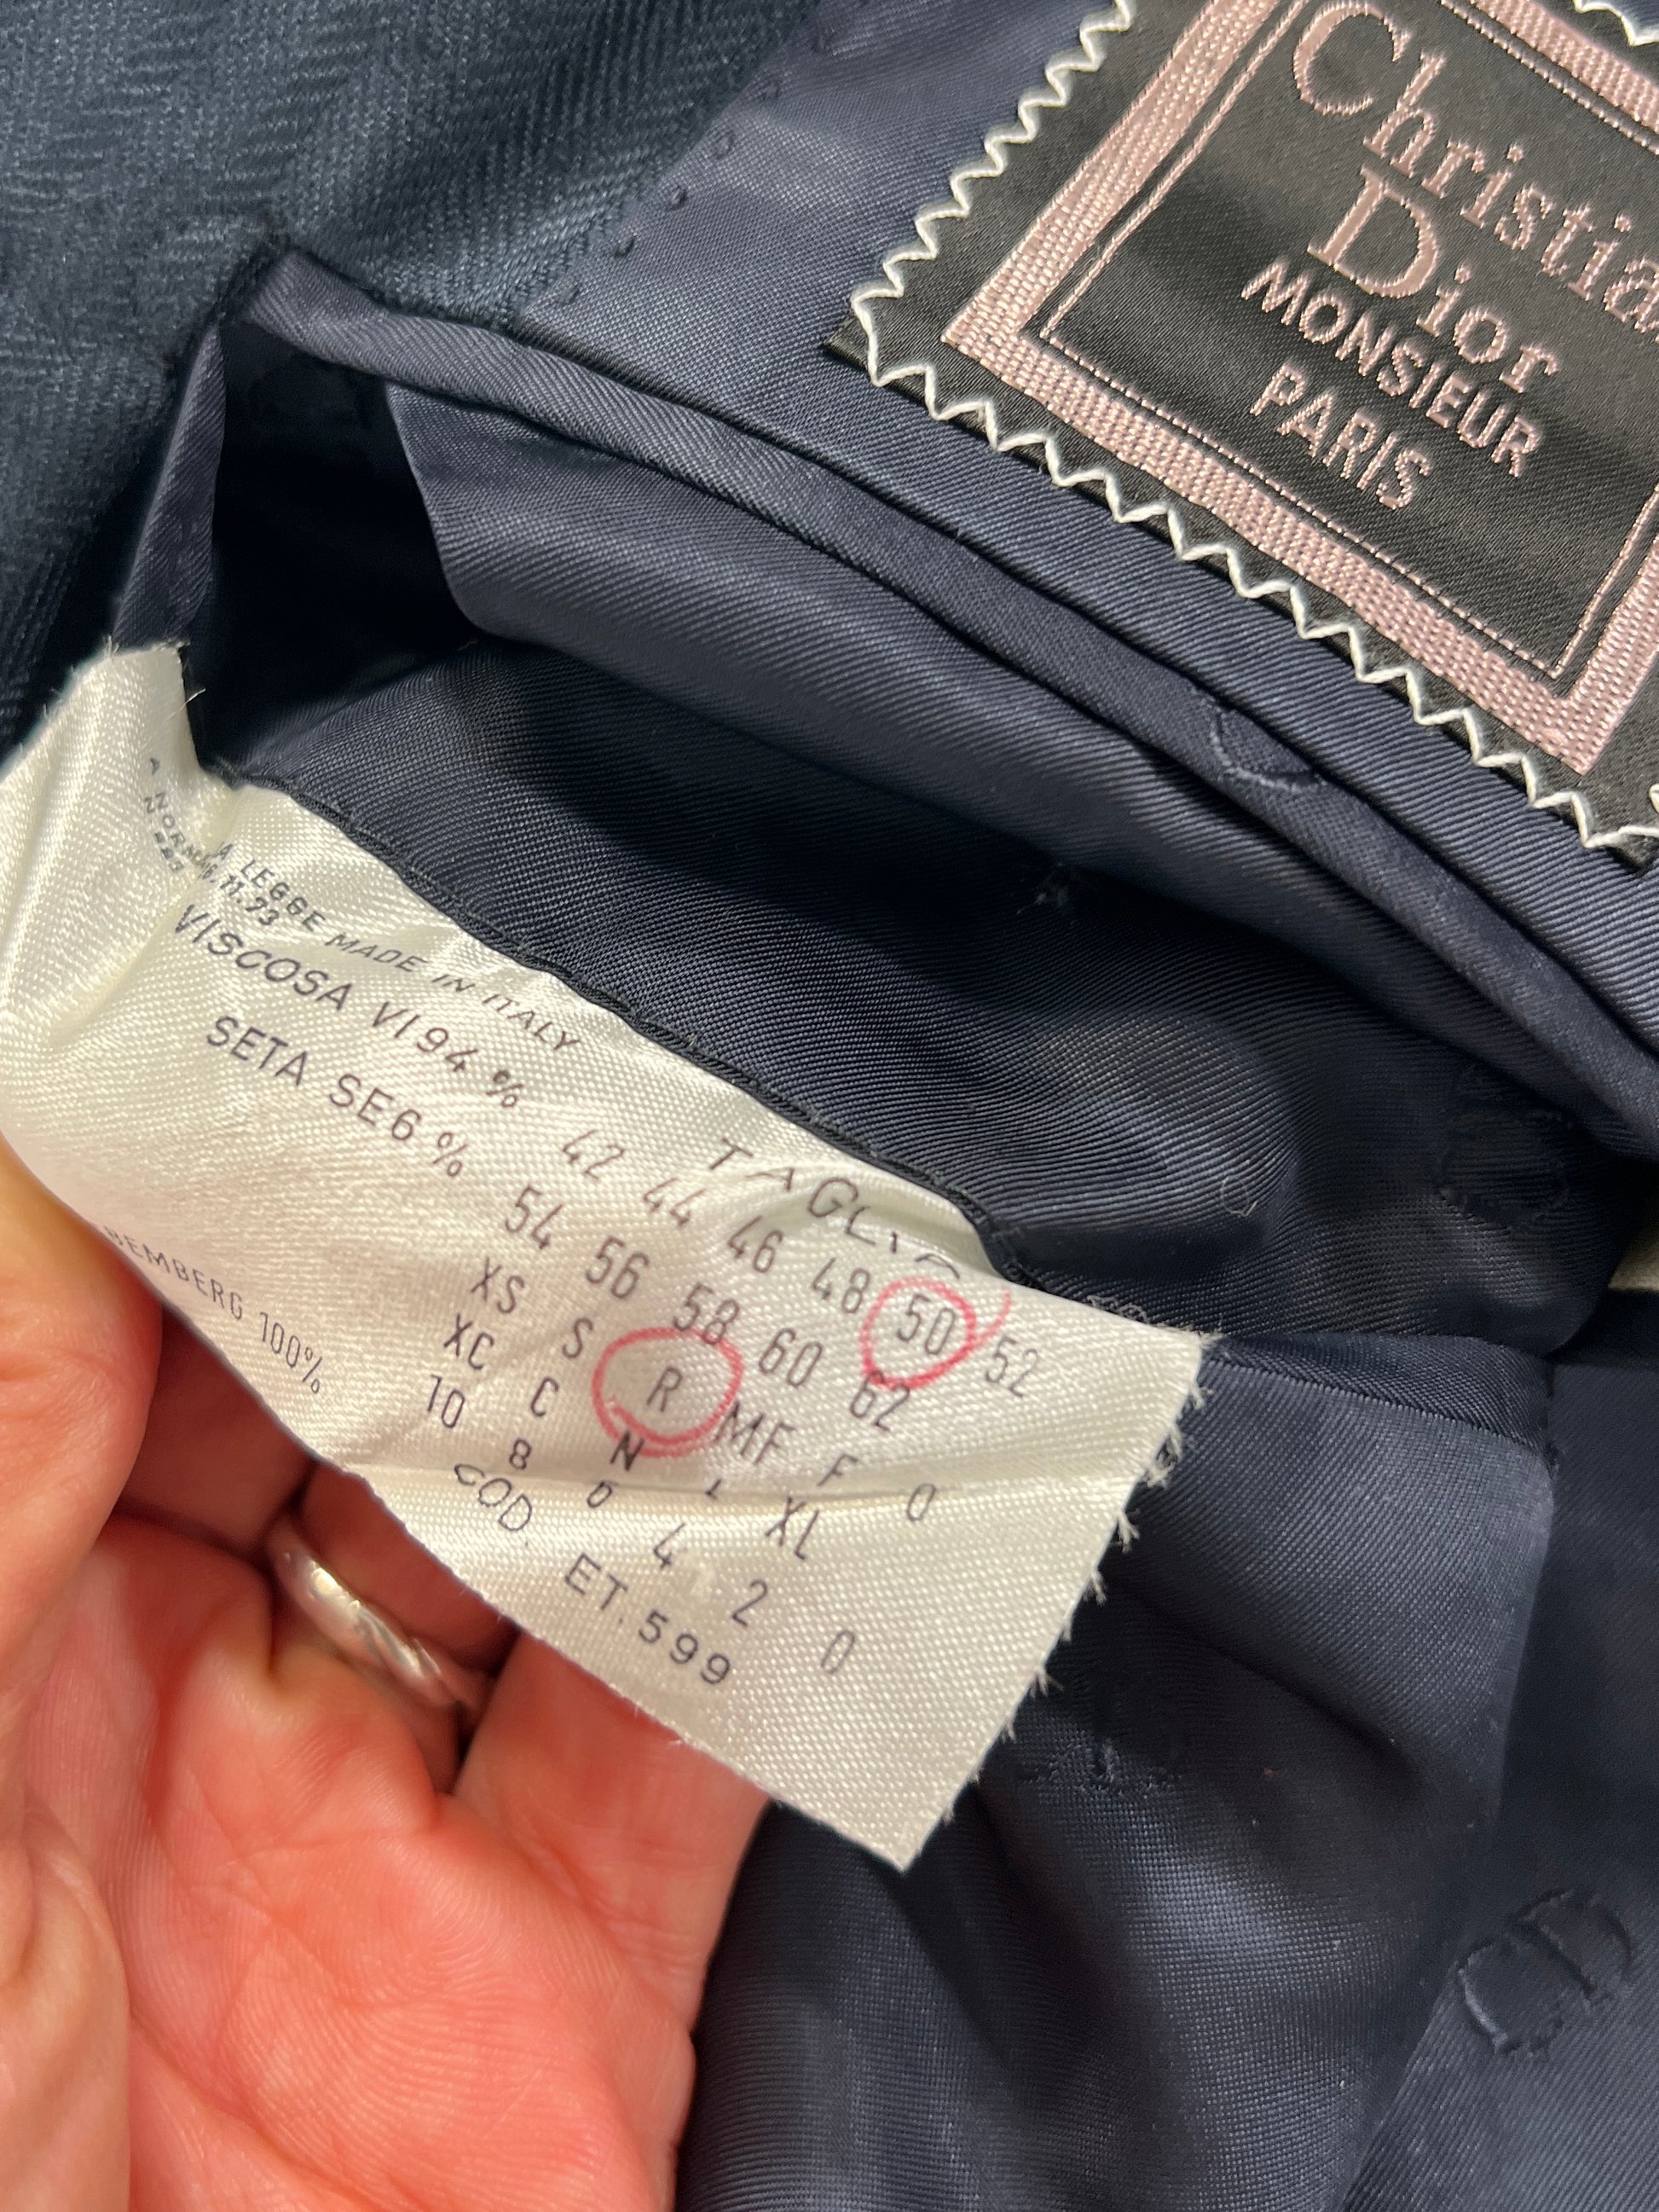 Christian
Dior
MONSIEUR
PARIS
A NORMA LEGGE MADE IN ITALY
VISCOSA VI 94 %
SETA SE 6 %
TAGLIA
42 44 46 48 50 52
54 56 58 60 62
XS S R MF F 0
XC C N L XL
10 8 6 4 2 0
COD. ET. 599
BEMBERG 100%